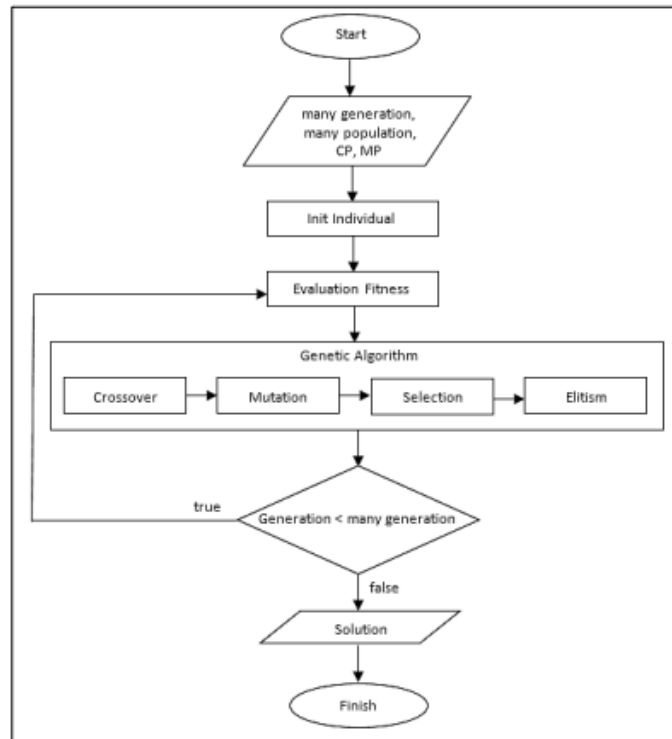 Start
many generation,
many population,
CP, MP
Init Individual
Evaluation Fitness
Genetic Algorithm
Crossover
Mutation
Selection
Elitism
true
Generation < many generation
false
Solution
Finish